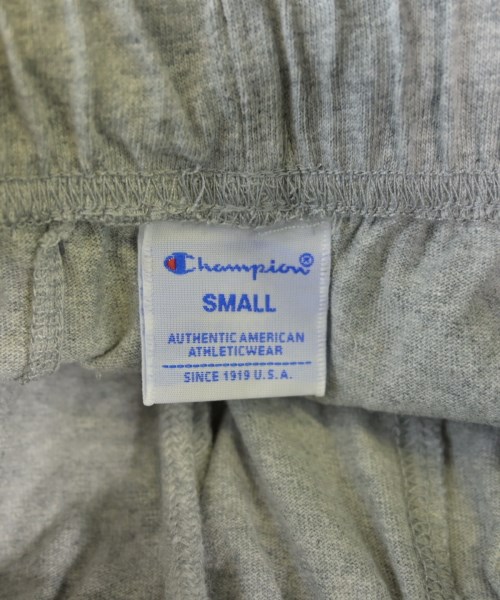 Champion®
SMALL
AUTHENTIC AMERICAN
ATHLETICWEAR
SINCE 1919 U.S.A.